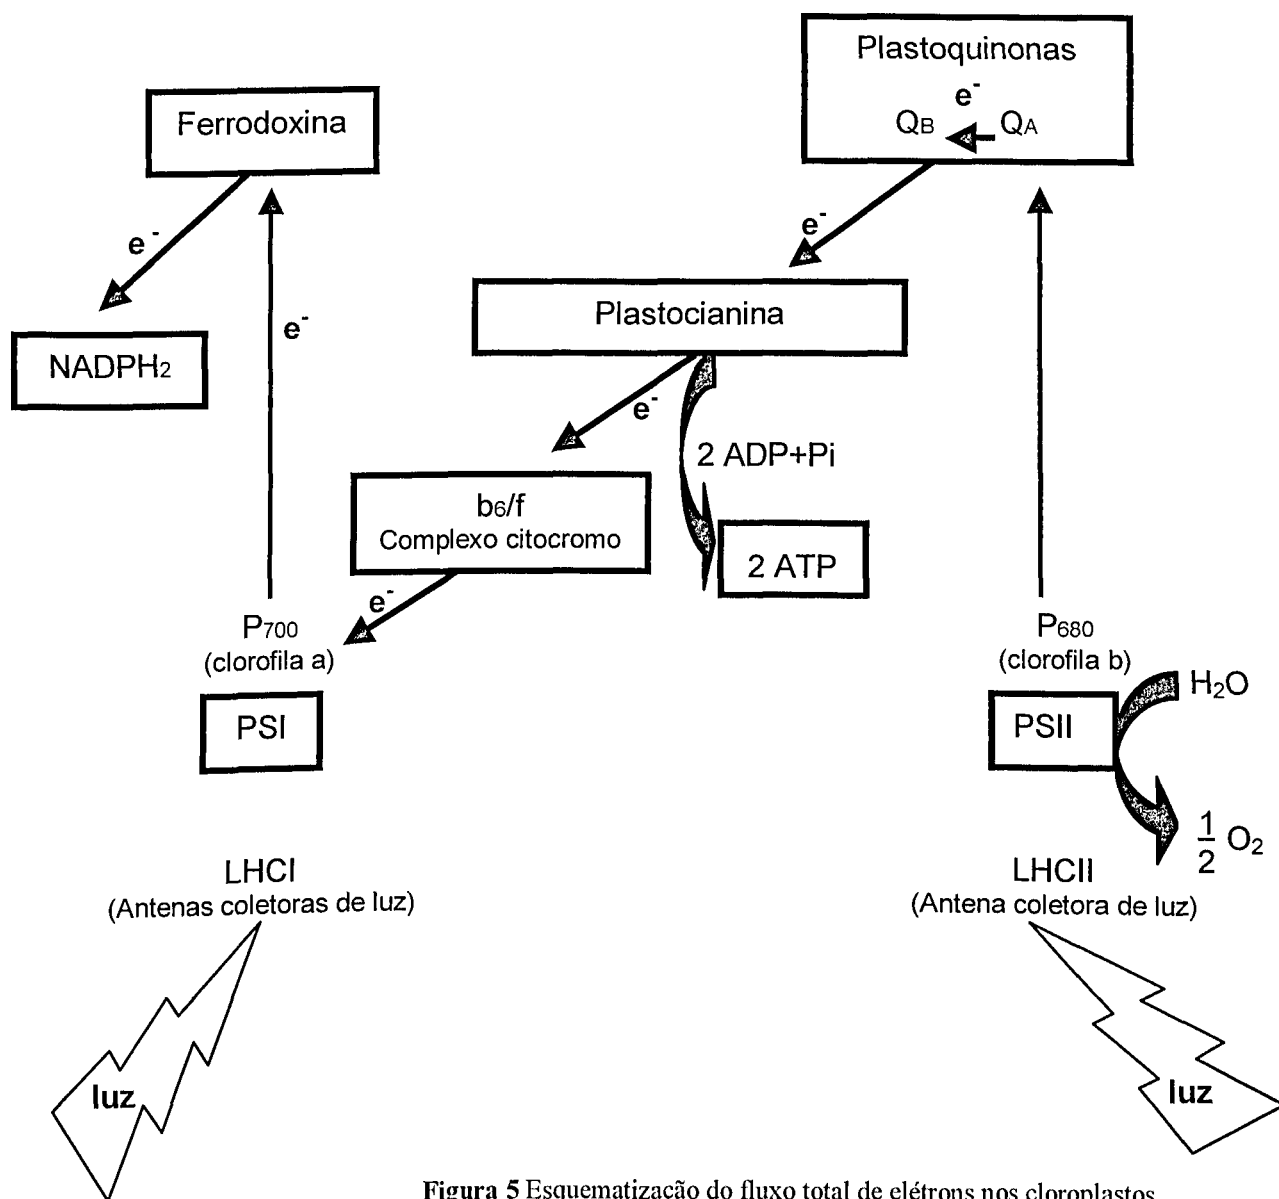 Plastoquinonas
e-
QB QA
Ferrodoxina
e-
e-
e-
NADPH2
Plastocianina
e-
2 ADP+Pi
b6/f
Complexo citocromo
2 ATP
e-
P700
(clorofila a)
P680
(clorofila b)
H2O
PSI
PSII
1/2 O2
LHCI
(Antenas coletoras de luz)
LHCII
(Antena coletora de luz)
luz
luz
Figura 5 Esquematização do fluxo total de elétrons nos cloroplastos